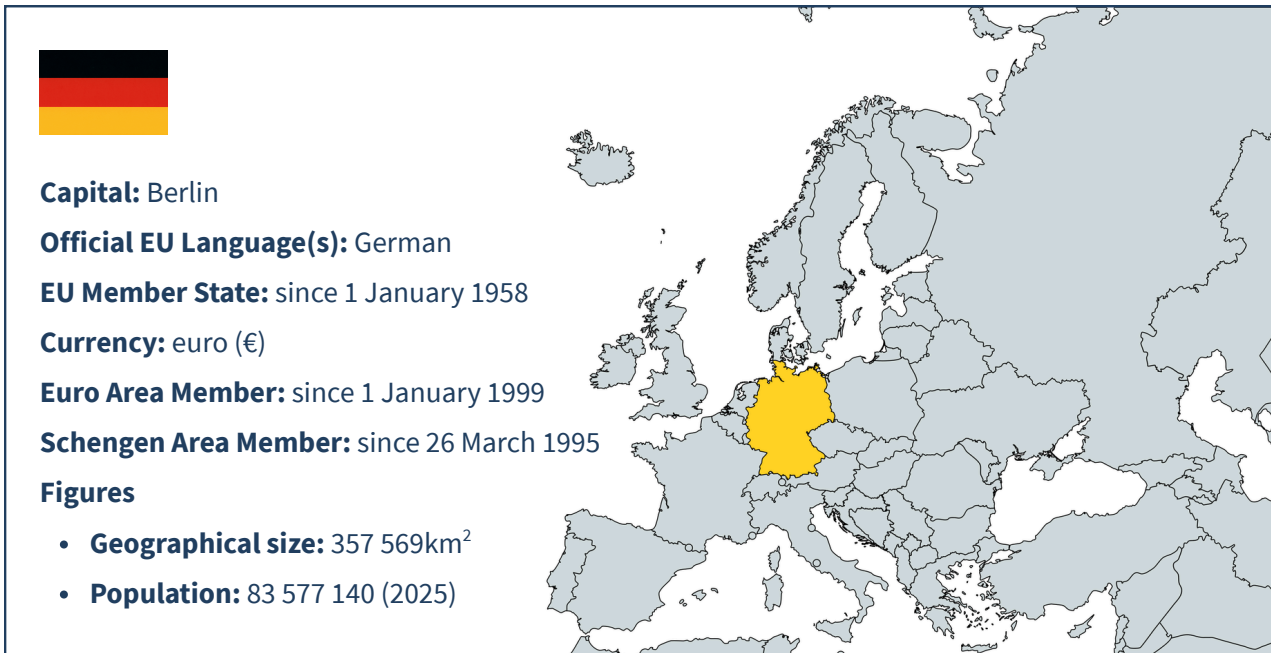 Capital: Berlin
Official EU Language(s): German
EU Member State: since 1 January 1958
Currency: euro (€)
Euro Area Member: since 1 January 1999
Schengen Area Member: since 26 March 1995
Figures
• Geographical size: 357 569km²
• Population: 83 577 140 (2025)